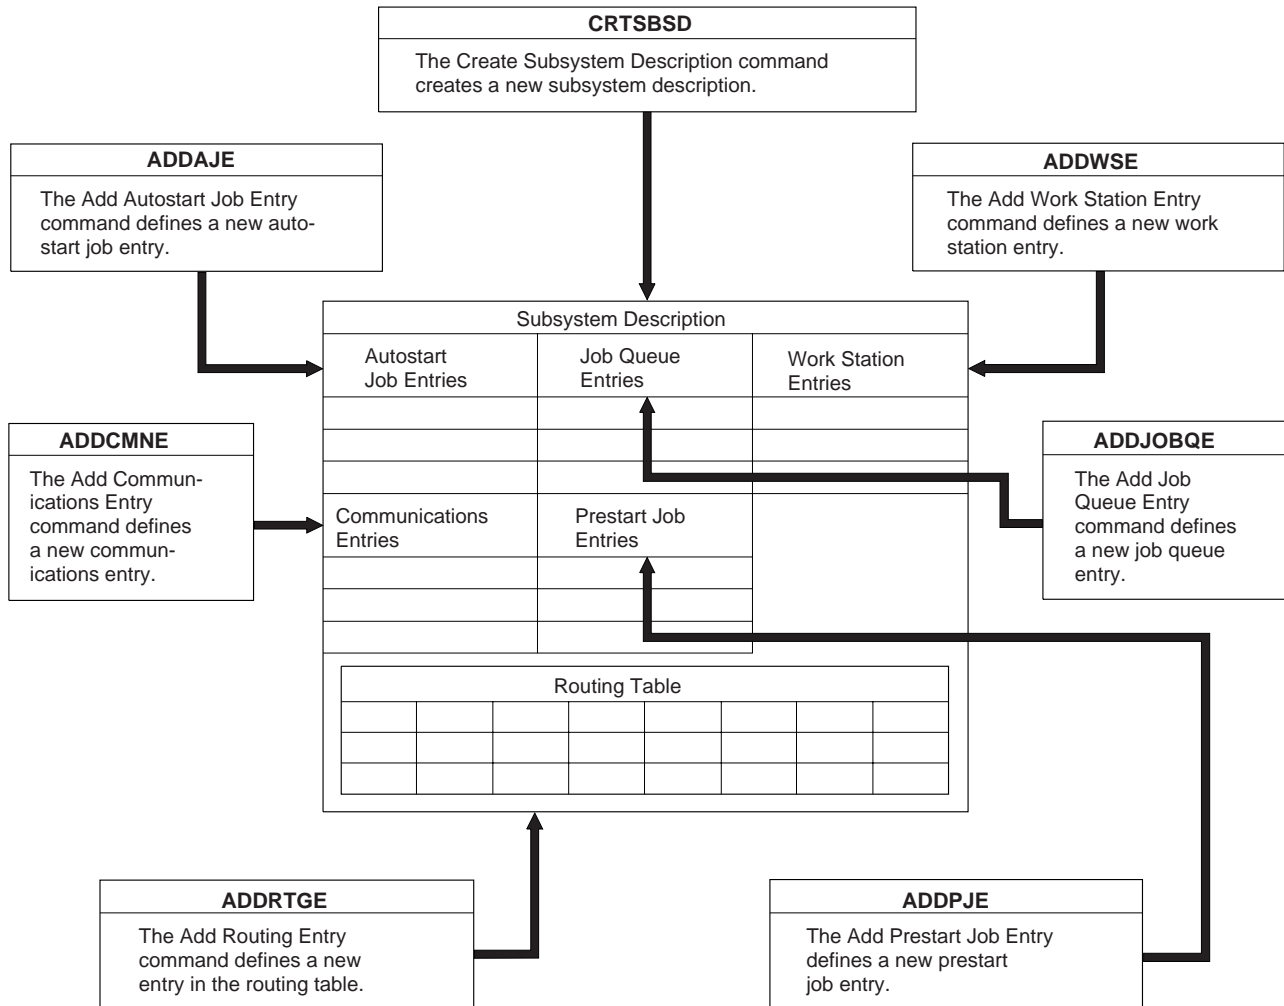 CRTSBSD
The Create Subsystem Description command
creates a new subsystem description.
ADDAJE
The Add Autostart Job Entry
command defines a new auto-
start job entry.
ADDWSE
The Add Work Station Entry
command defines a new work
station entry.
Subsystem Description
Autostart
Job Entries
Job Queue
Entries
Work Station
Entries
ADDCMNE
The Add Commun-
ications Entry
command defines
a new commun-
ications entry.
ADDJOBQE
The Add Job
Queue Entry
command defines
a new job queue
entry.
Communications
Entries
Prestart Job
Entries
Routing Table
ADDRTGE
The Add Routing Entry
command defines a new
entry in the routing table.
ADDPJE
The Add Prestart Job Entry
defines a new prestart
job entry.